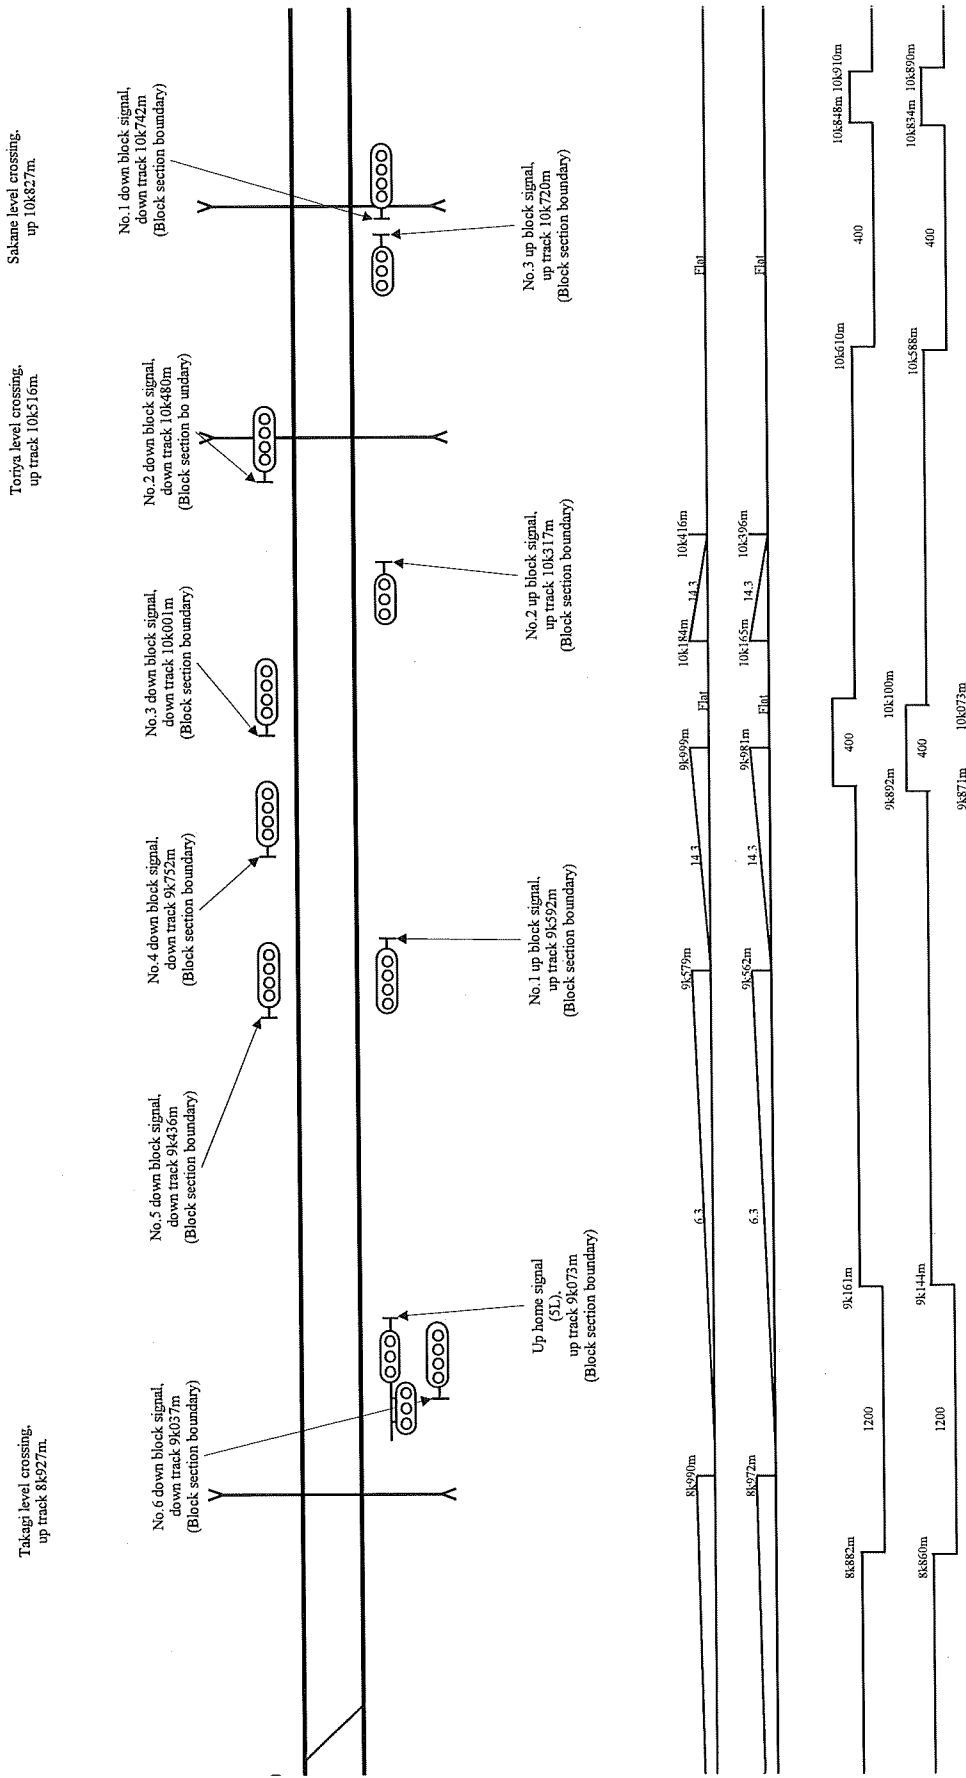 Takagi level crossing,
up track 8k927m.
Toriya level crossing,
up track 10k516m.
Sakane level crossing,
up 10k827m.
No.6 down block signal,
down track 9k037m
(Block section boundary)
No.5 down block signal,
down track 9k436m
(Block section boundary)
No.4 down block signal,
down track 9k752m
(Block section boundary)
No.3 down block signal,
down track 10k001m
(Block section boundary)
No.2 down block signal,
down track 10k480m
(Block section bo undary)
No.1 down block signal,
down track 10k742m
(Block section boundary)
Up home signal
(5L),
up track 9k073m
(Block section boundary)
No.1 up block signal,
up track 9k592m
(Block section boundary)
No.2 up block signal,
up track 10k317m
(Block section boundary)
No.3 up block signal,
up track 10k720m
(Block section boundary)
8k990m
6.3
9k579m
14.3
9k999m
Flat
10k184m
14.3
10k416m
Flat
8k972m
6.3
9k562m
14.3
9k981m
Flat
10k165m
14.3
10k396m
Flat
8k882m
1200
9k161m
9k892m
400
10k100m
10k610m
400
10k848m
10k910m
8k860m
1200
9k144m
9k871m
400
10k073m
10k588m
400
10k834m
10k890m